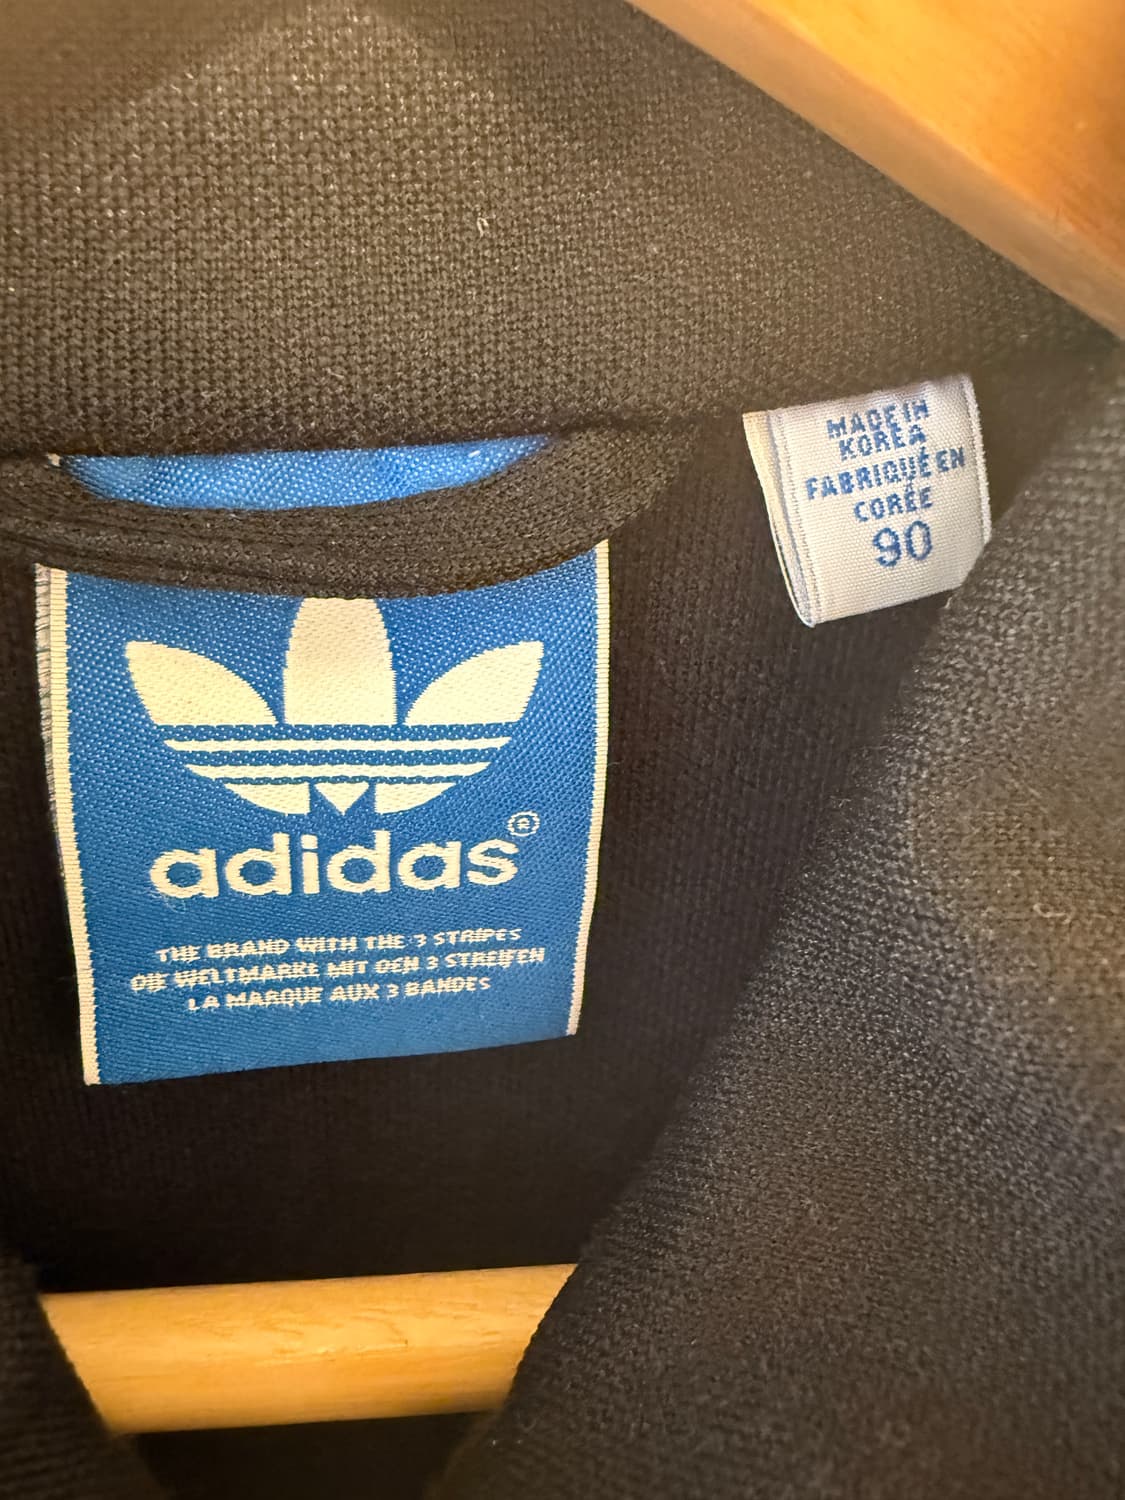 MADE IN
KOREA
FABRIQUÉ EN
CORÉE
90
adidas®
THE BRAND WITH THE 3 STRIPES
DIE WELTMARKE MIT DEN 3 STREIFEN
LA MARQUE AUX 3 BANDES